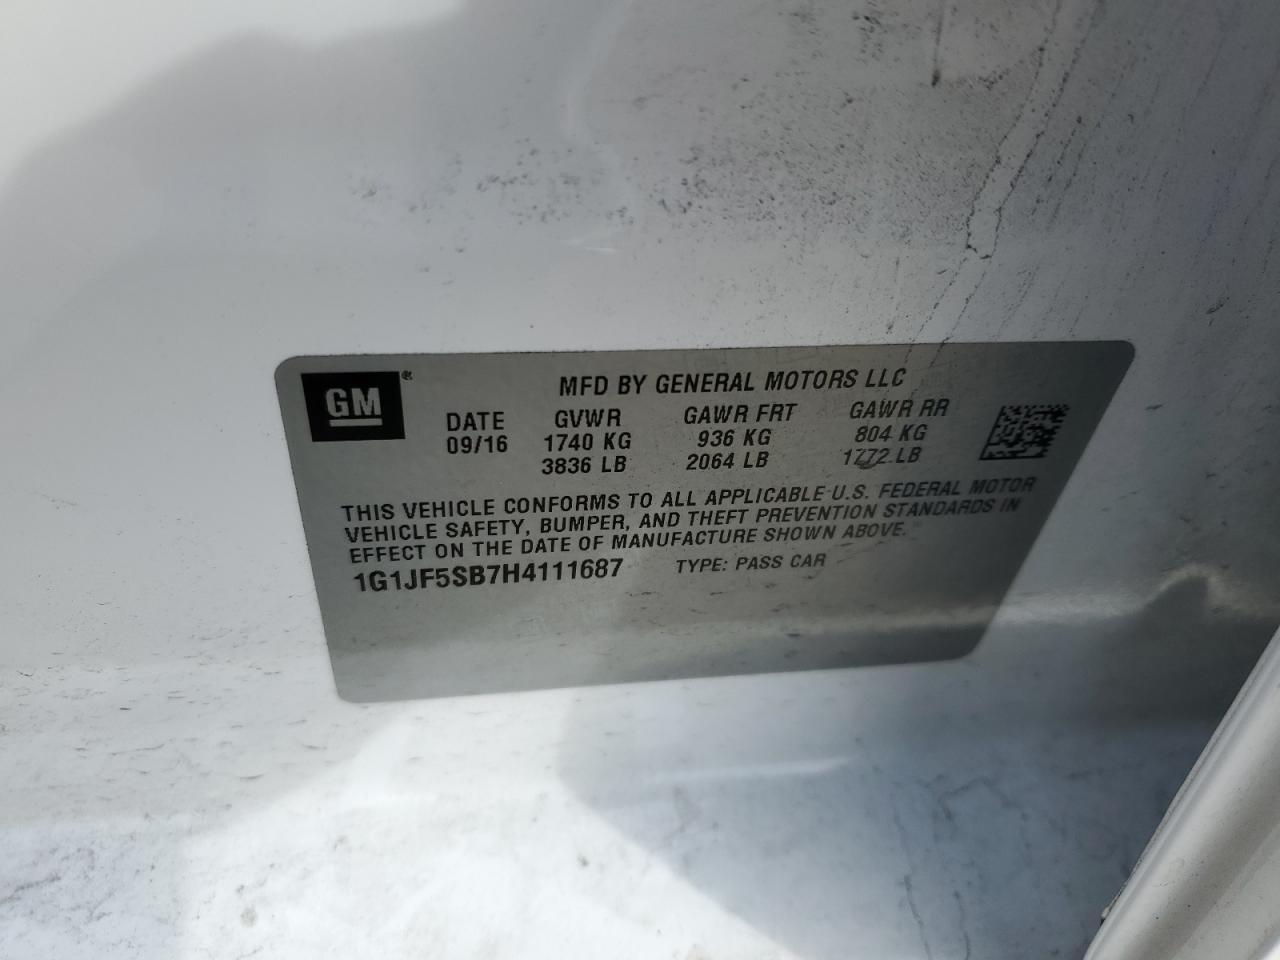 GM®
MFD BY GENERAL MOTORS LLC
DATE GVWR GAWR FRT GAWR RR
09/16 1740 KG 936 KG 804 KG
3836 LB 2064 LB 1772 LB
THIS VEHICLE CONFORMS TO ALL APPLICABLE U.S. FEDERAL MOTOR
VEHICLE SAFETY, BUMPER, AND THEFT PREVENTION STANDARDS IN
EFFECT ON THE DATE OF MANUFACTURE SHOWN ABOVE.
1G1JF5SB7H4111687 TYPE: PASS CAR